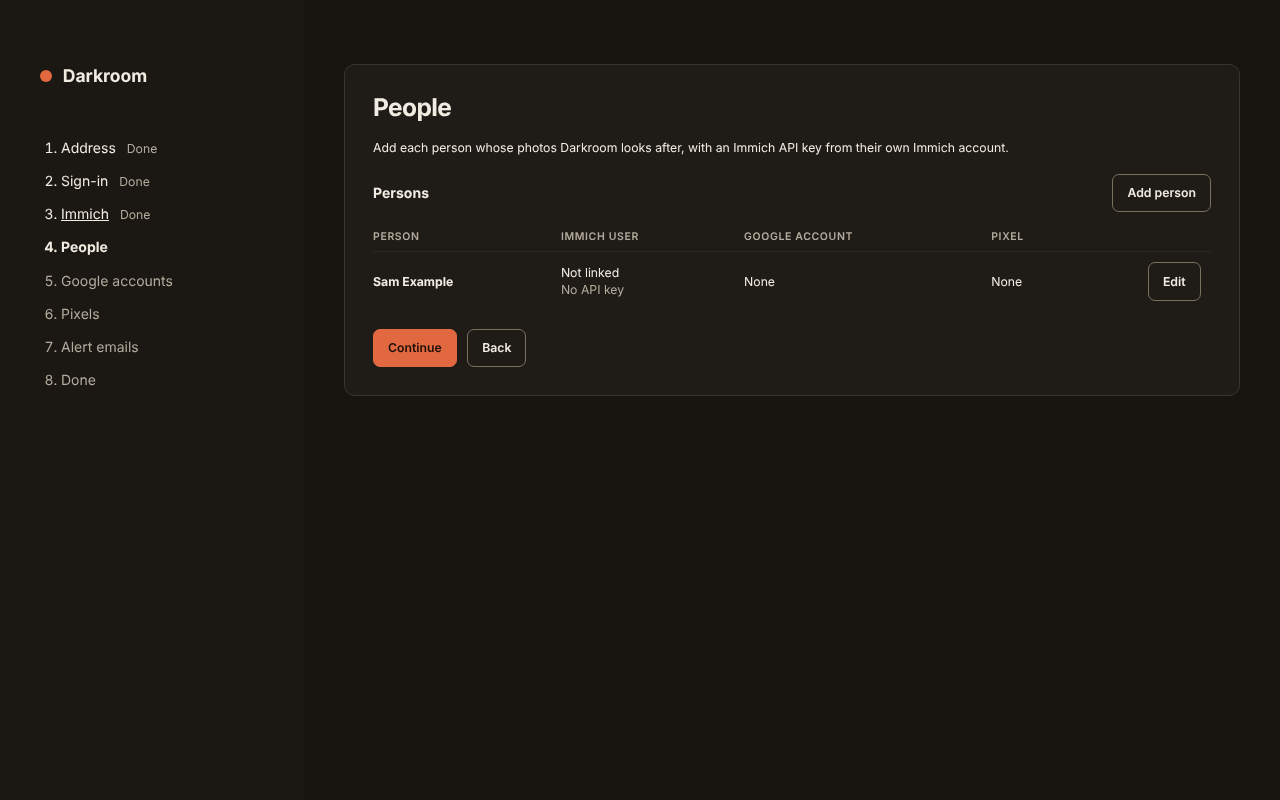 Darkroom
1. Address Done
2. Sign-in Done
3. Immich Done
4. People
5. Google accounts
6. Pixels
7. Alert emails
8. Done
People
Add each person whose photos Darkroom looks after, with an Immich API key from their own Immich account.
Persons
Add person
PERSON IMMICH USER GOOGLE ACCOUNT PIXEL
Sam Example Not linked None None Edit
No API key
Continue Back